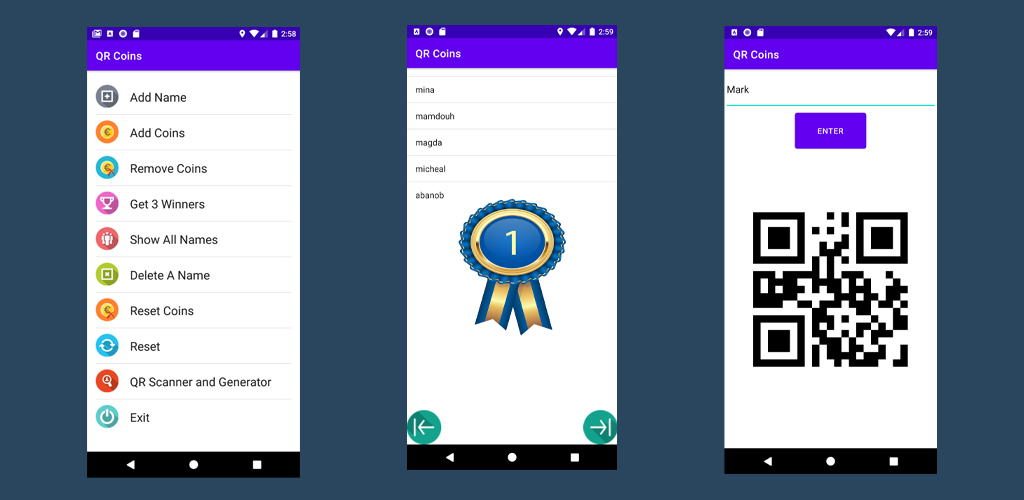 2:58
QR Coins
Add Name
Add Coins
Remove Coins
Get 3 Winners
Show All Names
Delete A Name
Reset Coins
Reset
QR Scanner and Generator
Exit
2:59
QR Coins
mina
mamdouh
magda
micheal
abanob
1
2:59
QR Coins
Mark
ENTER